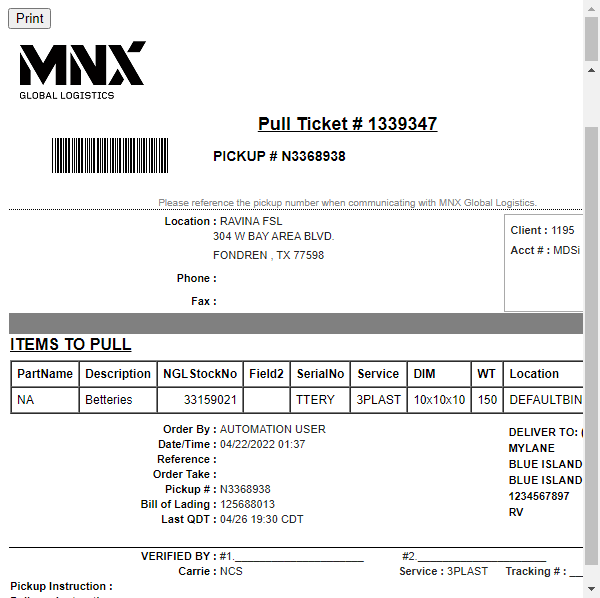 Print
MNX
GLOBAL LOGISTICS
Pull Ticket # 1339347
PICKUP # N3368938
Please reference the pickup number when communicating with MNX Global Logistics.
Location : RAVINA FSL
304 W BAY AREA BLVD.
FONDREN , TX 77598
Phone :
Fax :
Client : 1195
Acct # : MDSi
ITEMS TO PULL
PartName Description NGLStockNo Field2 SerialNo Service DIM WT Location
NA Betteries 33159021 TTERY 3PLAST 10x10x10 150 DEFAULTBIN
Order By : AUTOMATION USER
Date/Time : 04/22/2022 01:37
Reference :
Order Take :
Pickup # : N3368938
Bill of Lading : 125688013
Last QDT : 04/26 19:30 CDT
DELIVER TO: (
MYLANE
BLUE ISLAND
BLUE ISLAND
1234567897
RV
VERIFIED BY : #1.______________________ #2.______________________
Carrie : NCS Service : 3PLAST Tracking # : __
Pickup Instruction :